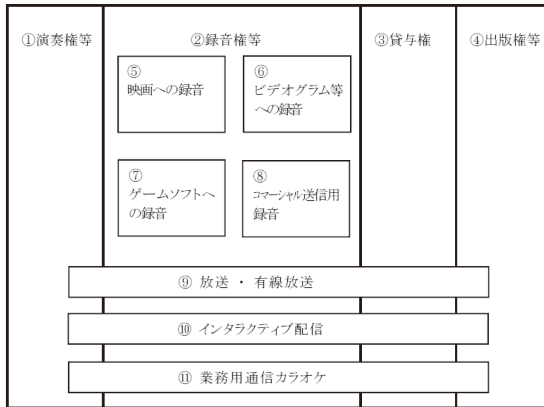 ①演奏権等
②録音権等
③貸与権
④出版権等
⑤
映画への録音
⑥
ビデオグラム等
への録音
⑦
ゲームソフトへ
の録音
⑧
コマーシャル送信用
録音
⑨ 放送 ・ 有線放送
⑩ インタラクティブ配信
⑪ 業務用通信カラオケ